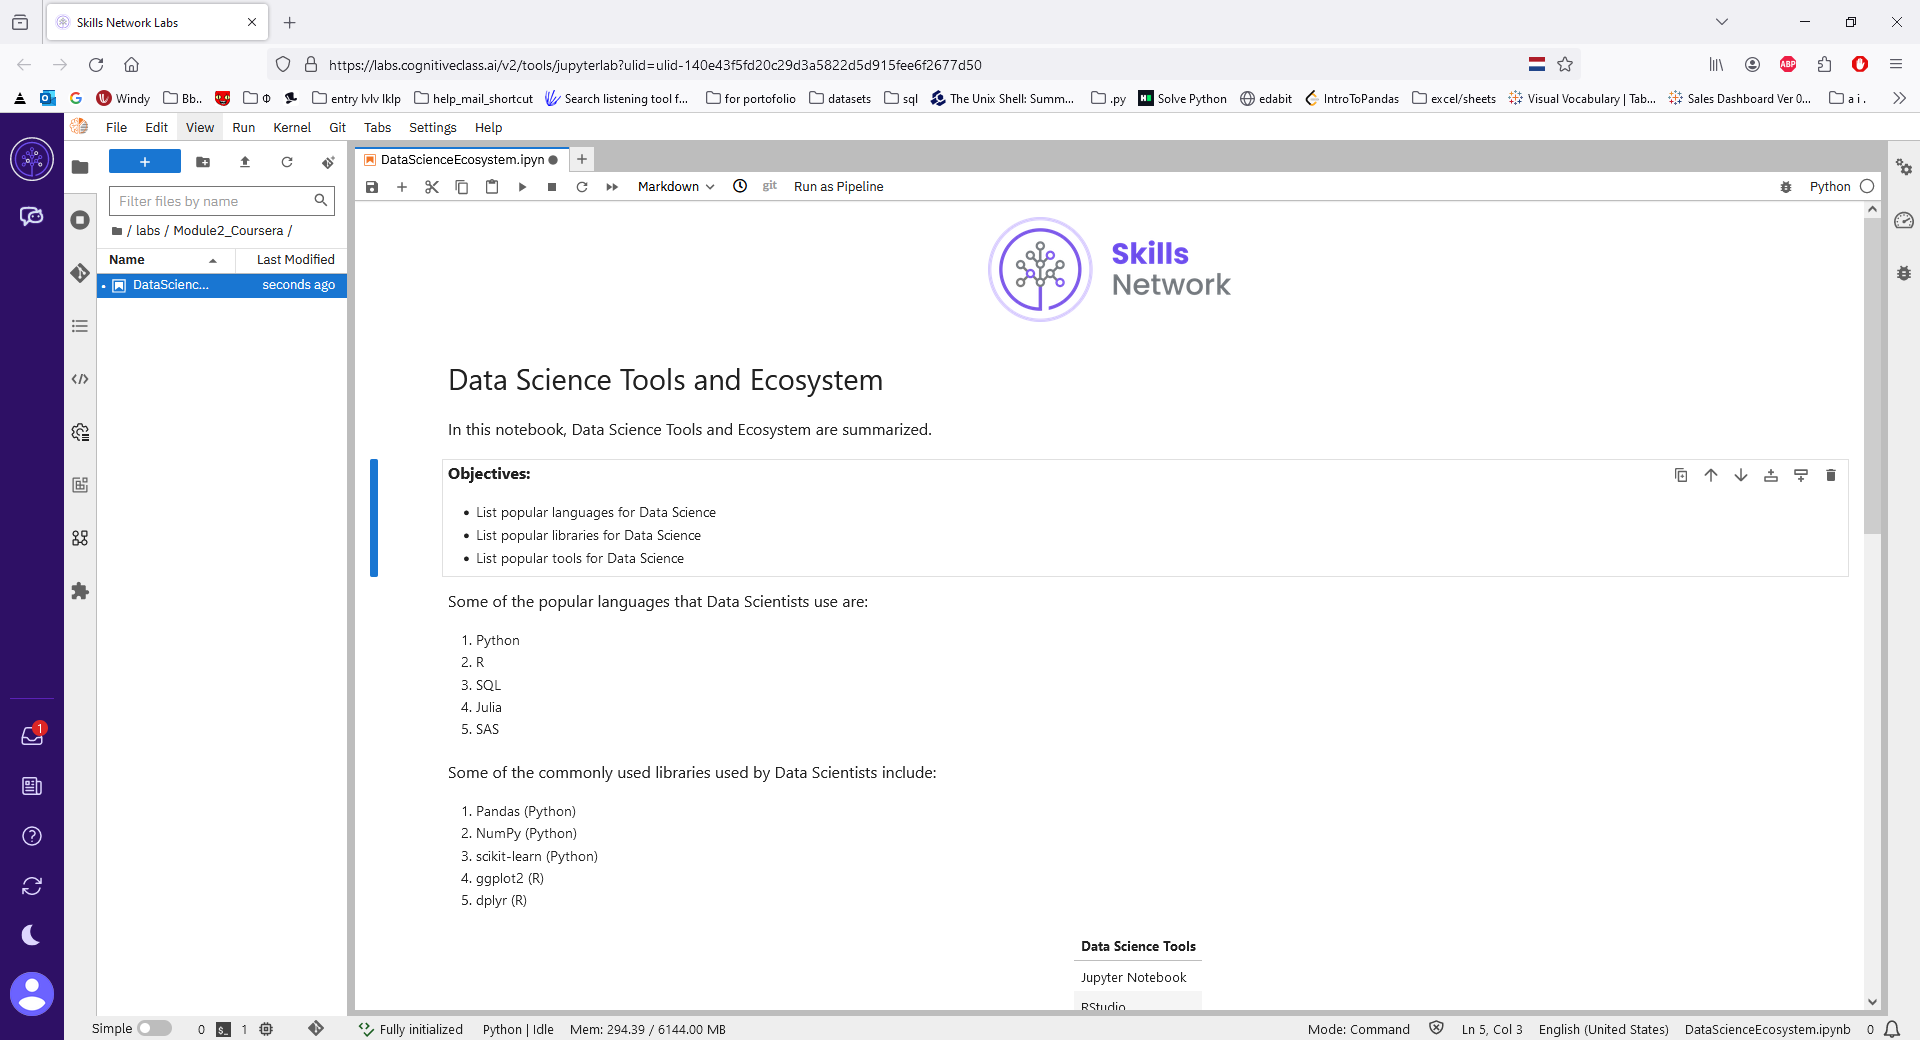 Skills Network Labs
https://labs.cognitiveclass.ai/v2/tools/jupyterlab?ulid=ulid-140e43f5fd20c29d3a5822d5d915fee6f2677d50
ABP
Windy
Bb..
Φ
entry lvlv lklp
help_mail_shortcut
Search listening tool f...
for portofolio
datasets
sql
The Unix Shell: Summ...
.py
Solve Python
edabit
IntroToPandas
excel/sheets
Visual Vocabulary | Tab...
Sales Dashboard Ver 0...
a i .
File Edit View Run Kernel Git Tabs Settings Help
DataScienceEcosystem.ipyn
Markdown
git
Run as Pipeline
Python
Filter files by name
/ labs / Module2_Coursera /
Name Last Modified
DataScienc... seconds ago
Skills
Network
Data Science Tools and Ecosystem
In this notebook, Data Science Tools and Ecosystem are summarized.
Objectives:
• List popular languages for Data Science
• List popular libraries for Data Science
• List popular tools for Data Science
Some of the popular languages that Data Scientists use are:
1. Python
2. R
3. SQL
4. Julia
5. SAS
Some of the commonly used libraries used by Data Scientists include:
1. Pandas (Python)
2. NumPy (Python)
3. scikit-learn (Python)
4. ggplot2 (R)
5. dplyr (R)
Data Science Tools
Jupyter Notebook
RStudio
1
Simple 0 1 Fully initialized Python | Idle Mem: 294.39 / 6144.00 MB Mode: Command Ln 5, Col 3 English (United States) DataScienceEcosystem.ipynb 0